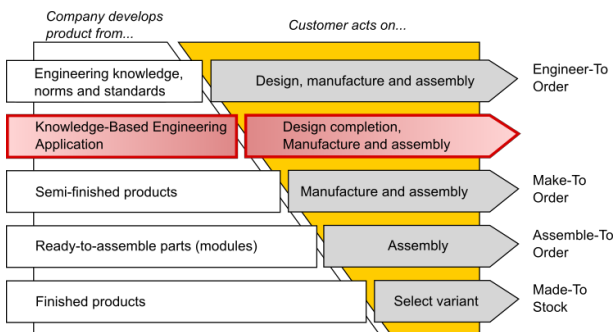 Company develops
product from...
Customer acts on...
Engineering knowledge,
norms and standards
Design, manufacture and assembly
Engineer-To
Order
Knowledge-Based Engineering
Application
Design completion,
Manufacture and assembly
Semi-finished products
Manufacture and assembly
Make-To
Order
Ready-to-assemble parts (modules)
Assembly
Assemble-To
Order
Finished products
Select variant
Made-To
Stock